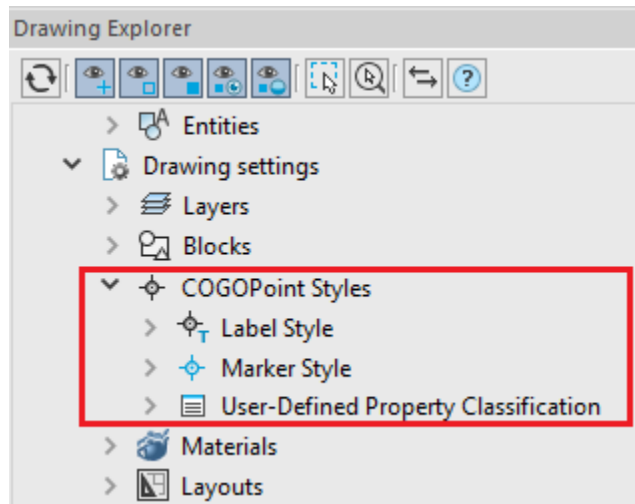 Drawing Explorer
Entities
Drawing settings
Layers
Blocks
COGOPoint Styles
Label Style
Marker Style
User-Defined Property Classification
Materials
Layouts